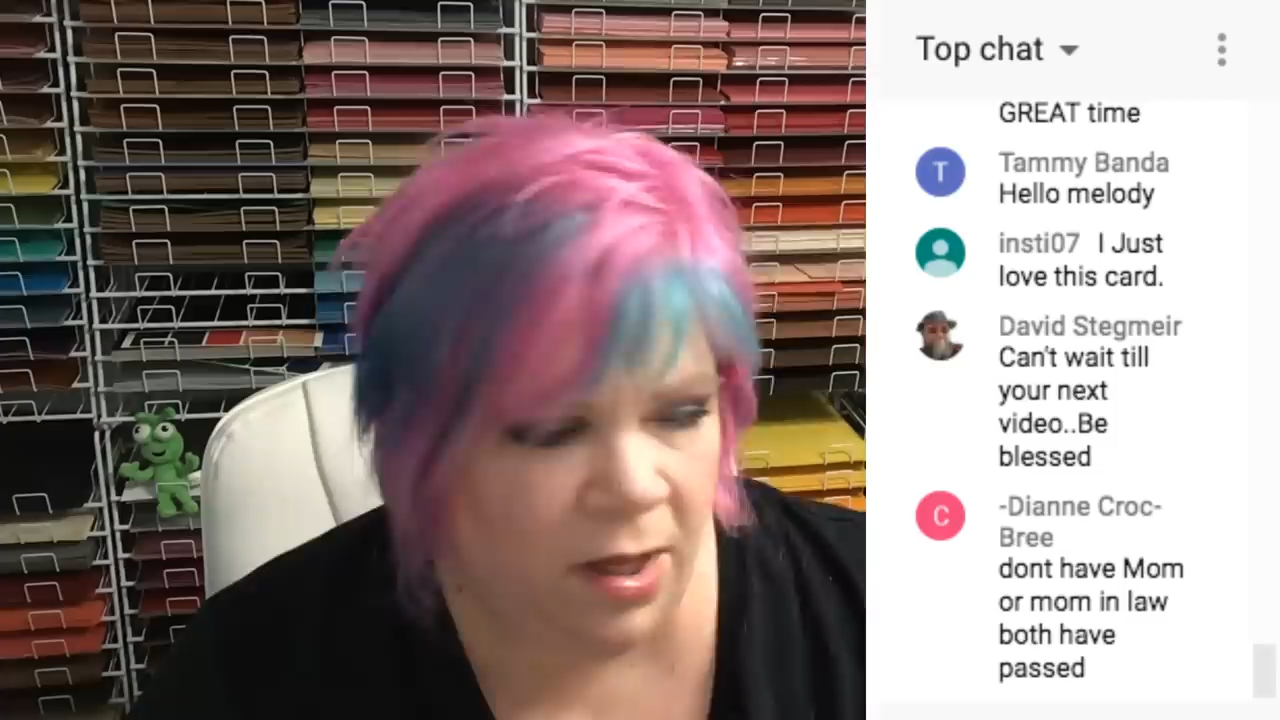 Top chat
GREAT time
T
Tammy Banda
Hello melody
insti07 I Just
love this card.
David Stegmeir
Can't wait till
your next
video..Be
blessed
C
-Dianne Croc-
Bree
dont have Mom
or mom in law
both have
passed